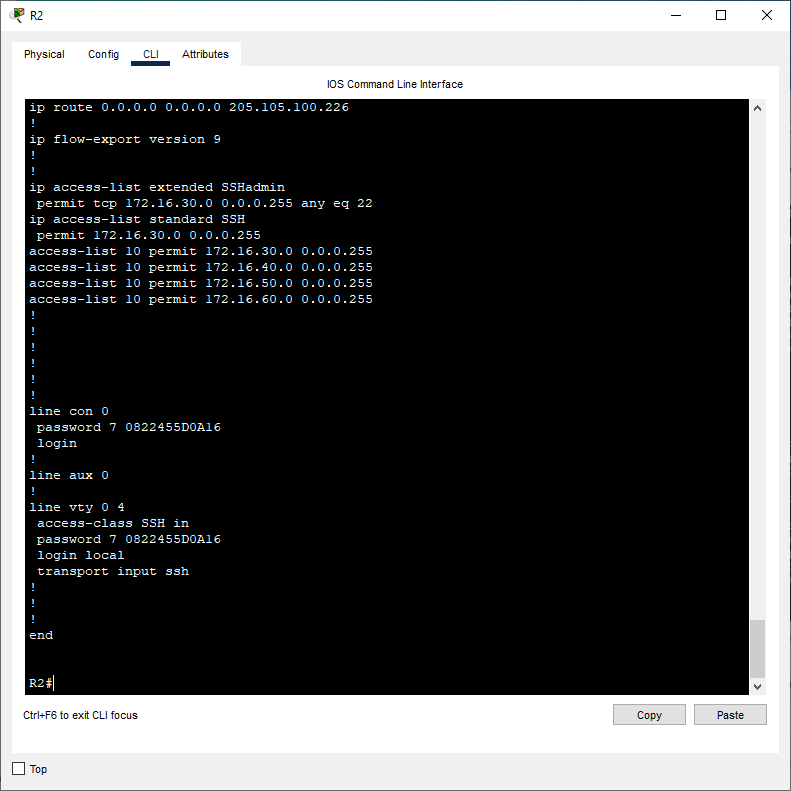 R2
Physical Config CLI Attributes
IOS Command Line Interface
ip route 0.0.0.0 0.0.0.0 205.105.100.226
!
ip flow-export version 9
!
!
ip access-list extended SSHadmin
 permit tcp 172.16.30.0 0.0.0.255 any eq 22
ip access-list standard SSH
 permit 172.16.30.0 0.0.0.255
access-list 10 permit 172.16.30.0 0.0.0.255
access-list 10 permit 172.16.40.0 0.0.0.255
access-list 10 permit 172.16.50.0 0.0.0.255
access-list 10 permit 172.16.60.0 0.0.0.255
!
!
!
!
!
!
line con 0
 password 7 0822455D0A16
 login
!
line aux 0
!
line vty 0 4
 access-class SSH in
 password 7 0822455D0A16
 login local
 transport input ssh
!
!
!
end
R2#
Ctrl+F6 to exit CLI focus
Copy Paste
Top